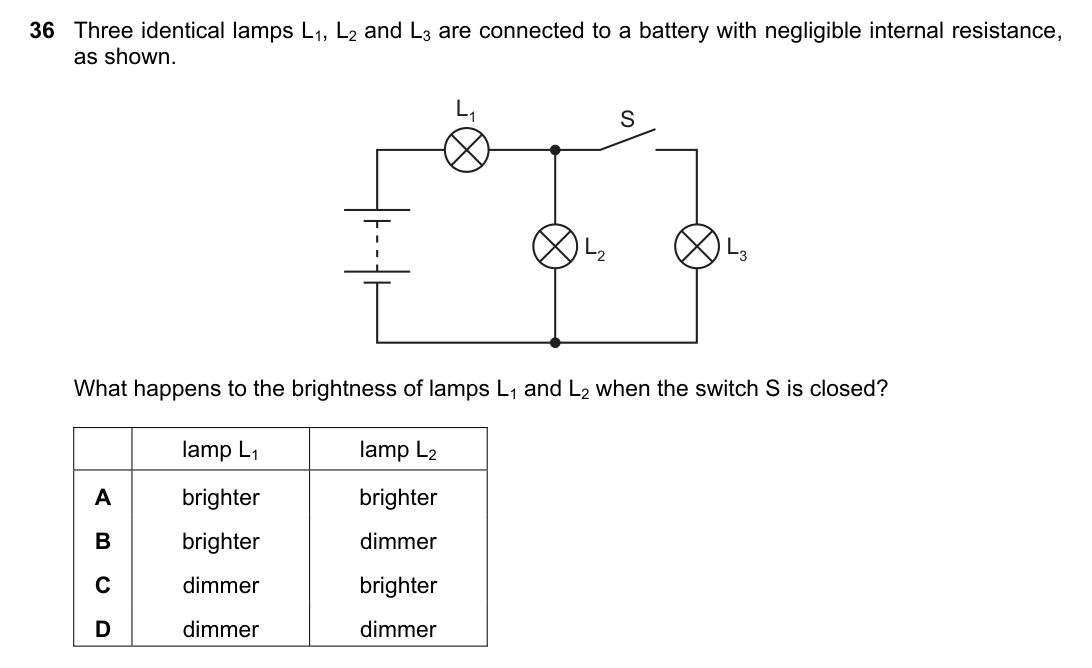 36 Three identical lamps L₁, L₂ and L₃ are connected to a battery with negligible internal resistance,
as shown.
L₁
S
L₂
L₃
What happens to the brightness of lamps L₁ and L₂ when the switch S is closed?
lamp L₁ lamp L₂
A brighter brighter
B brighter dimmer
C dimmer brighter
D dimmer dimmer